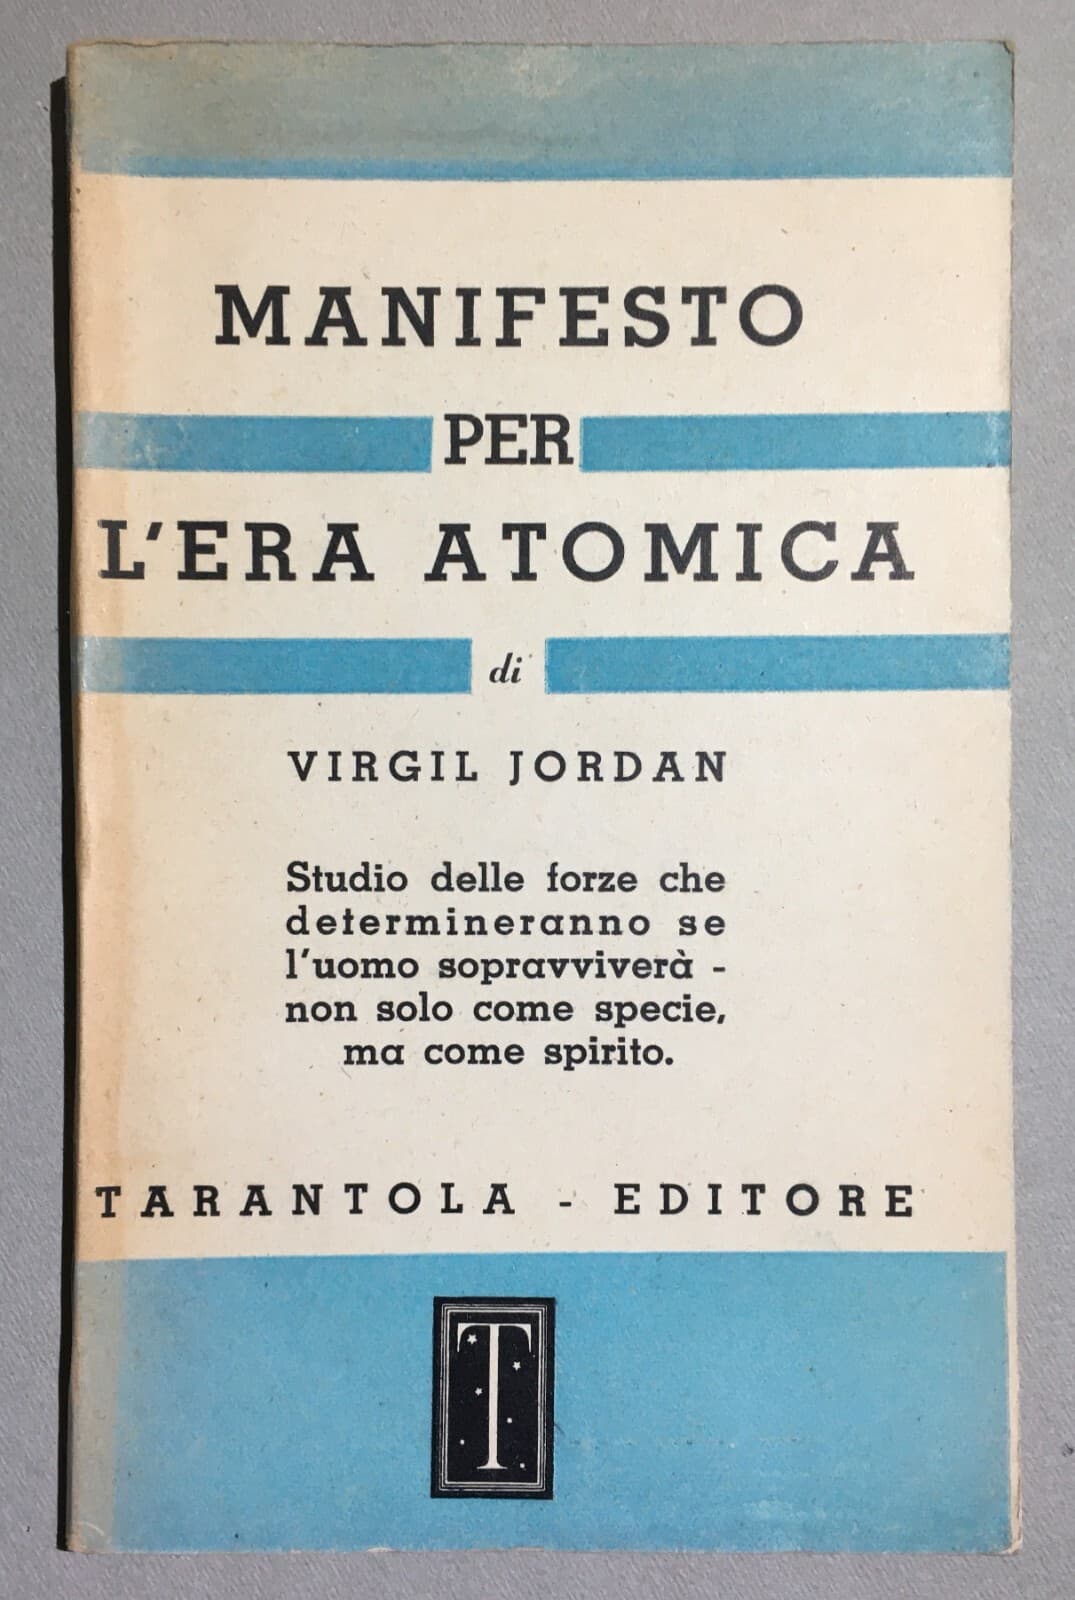 MANIFESTO
PER
L'ERA ATOMICA
di
VIRGIL JORDAN
Studio delle forze che
determineranno se
l'uomo sopravviverà -
non solo come specie,
ma come spirito.
TARANTOLA - EDITORE
T